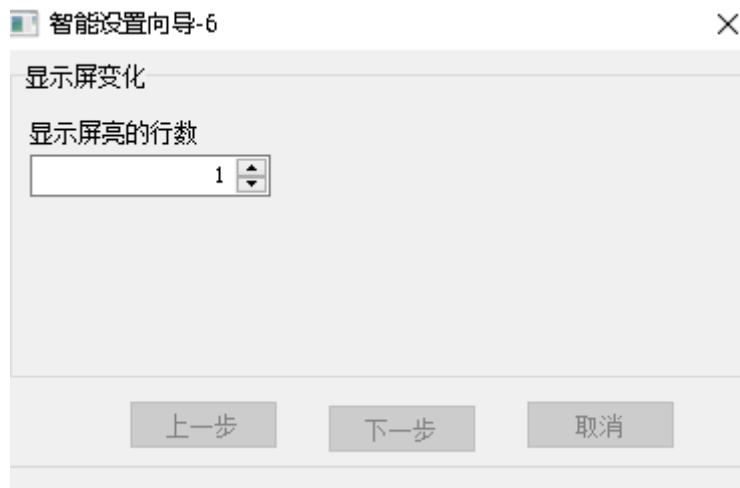 智能设置向导-6
显示屏变化
显示屏亮的行数
1
上一步 下一步 取消